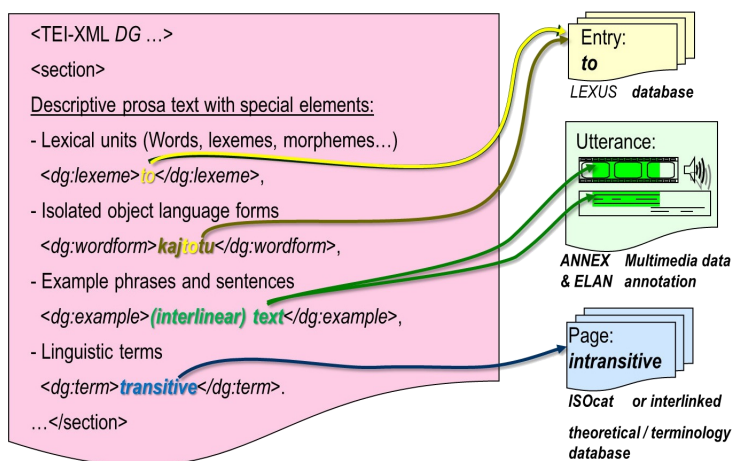 <TEI-XML DG …>
<section>
Descriptive prosa text with special elements:
- Lexical units (Words, lexemes, morphemes…)
<dg:lexeme>to</dg:lexeme>,
- Isolated object language forms
<dg:wordform>kajtotu</dg:wordform>,
- Example phrases and sentences
<dg:example>(interlinear) text</dg:example>,
- Linguistic terms
<dg:term>transitive</dg:term>.
…</section>
Entry:
to
LEXUS database
Utterance:
ANNEX Multimedia data
& ELAN annotation
Page:
intransitive
ISOcat or interlinked
theoretical / terminology
database